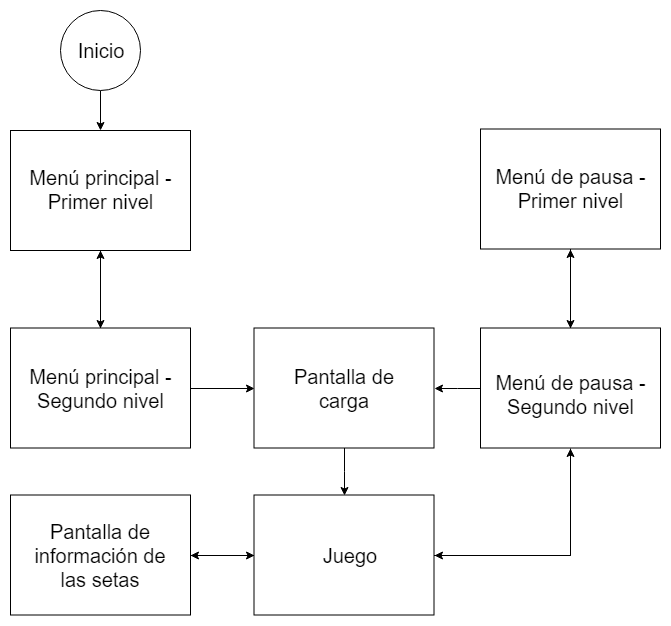 Inicio
Menú principal -
Primer nivel
Menú de pausa -
Primer nivel
Menú principal -
Segundo nivel
Pantalla de
carga
Menú de pausa -
Segundo nivel
Pantalla de
información de
las setas
Juego